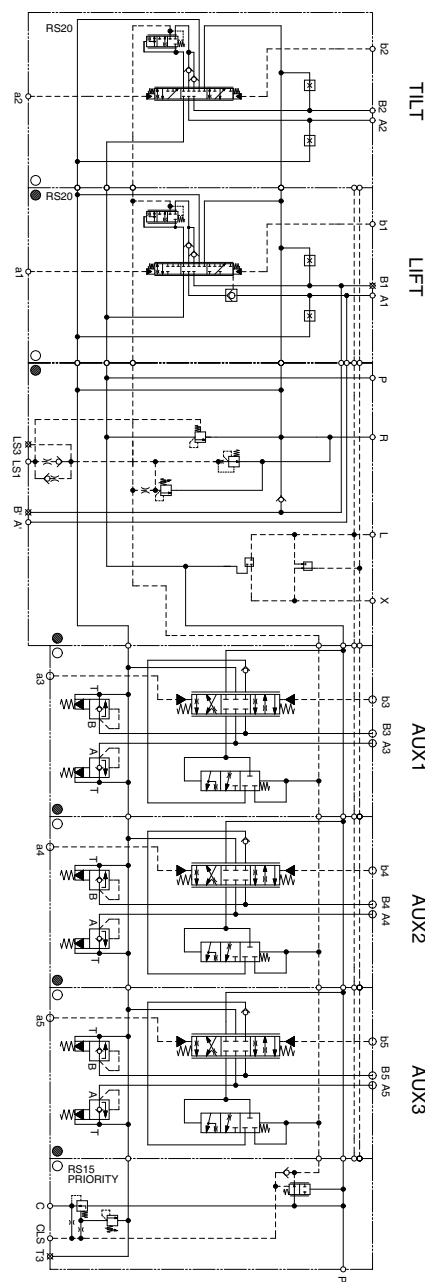 RS20
b2
TILT
B2
A2
a2
RS20
b1
LIFT
B1
A1
a1
P
R
LS3
LS1
B'
A'
L
X
a3
b3
AUX1
T
B
B3
A3
A
T
a4
b4
AUX2
T
B
B4
A4
A
T
a5
b5
AUX3
T
B
B5
A5
A
T
RS15
PRIORITY
C
CLS
T3